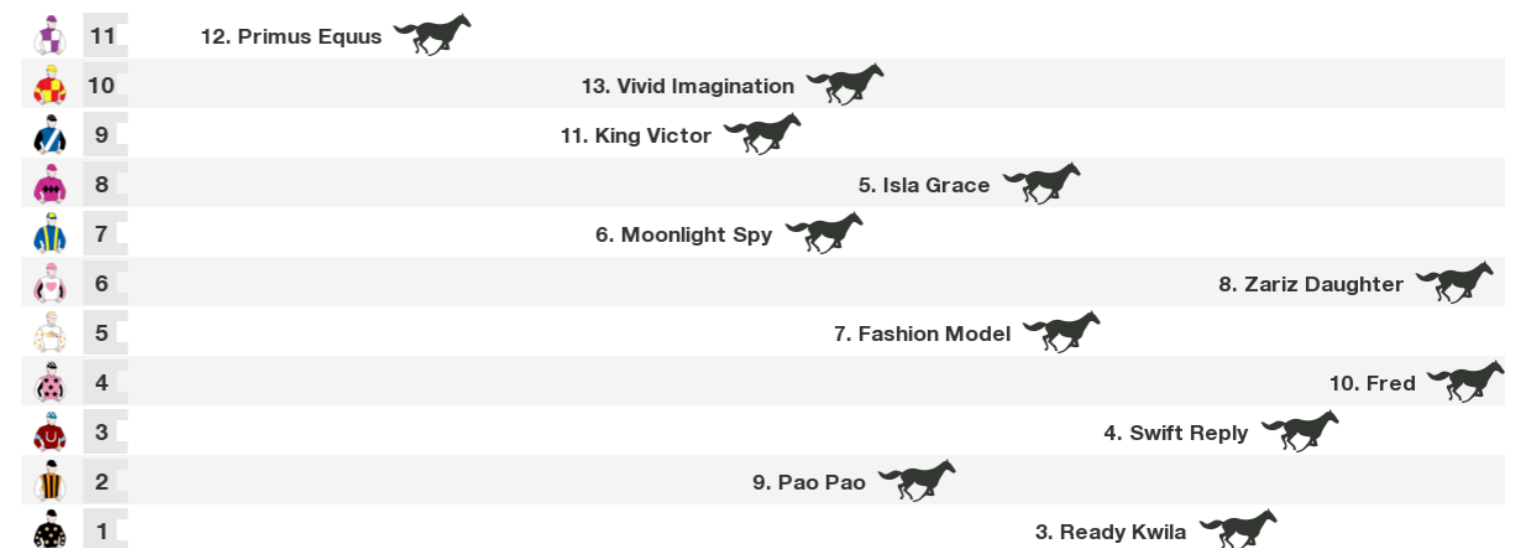 11 12. Primus Equus
10 13. Vivid Imagination
9 11. King Victor
8 5. Isla Grace
7 6. Moonlight Spy
6 8. Zariz Daughter
5 7. Fashion Model
4 10. Fred
3 4. Swift Reply
2 9. Pao Pao
1 3. Ready Kwila